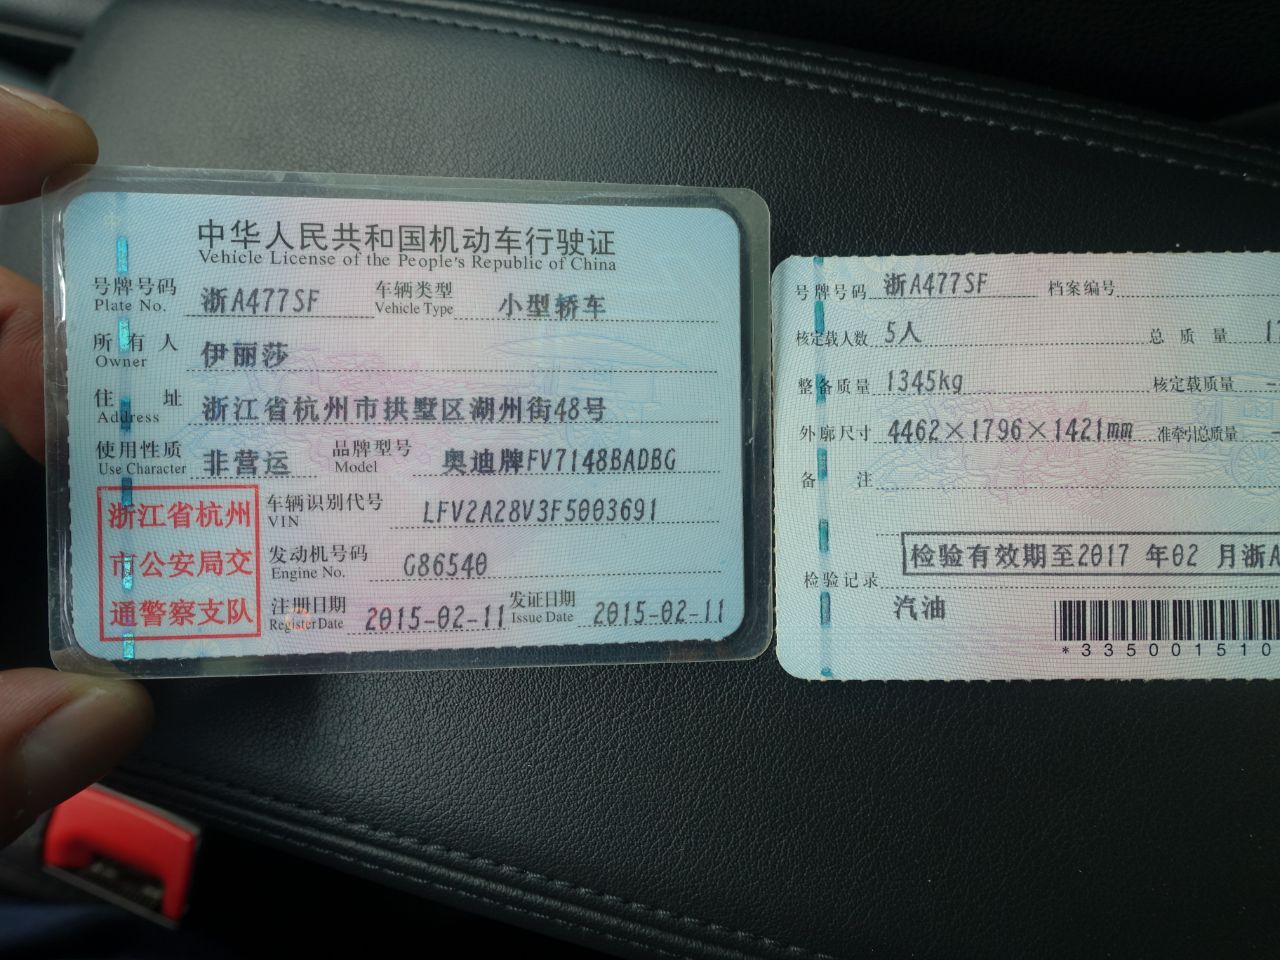 中华人民共和国机动车行驶证
Vehicle License of the People's Republic of China
号牌号码 浙A477SF 车辆类型 小型轿车
Plate No. Vehicle Type
所有人 伊丽莎
Owner
住址 浙江省杭州市拱墅区湖州街48号
Address
使用性质 非营运 品牌型号 奥迪牌FV7148BADBG
Use Character Model
浙江省杭州
市公安局交
通警察支队
车辆识别代号 LFV2A28V3F5003691
VIN
发动机号码 G86540
Engine No.
注册日期 2015-02-11 发证日期 2015-02-11
Register Date Issue Date
号牌号码 浙A477SF 档案编号
核定载人数 5人 总质量
整备质量 1345kg 核定载质量
外廓尺寸 4462×1796×1421mm 准牵引总质量
备注
检验有效期至2017 年02 月浙A
检验记录
汽油
*335001510